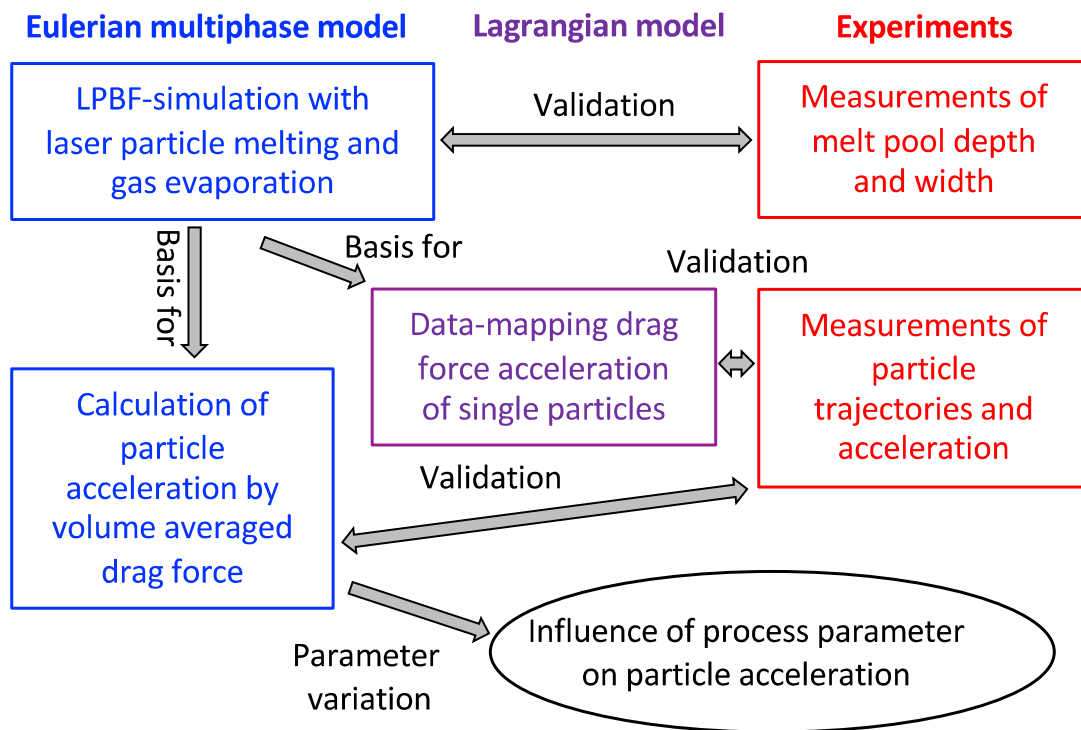 Eulerian multiphase model
Lagrangian model
Experiments
LPBF-simulation with
laser particle melting and
gas evaporation
Validation
Measurements of
melt pool depth
and width
Basis for
Basis for
Validation
Data-mapping drag
force acceleration
of single particles
Measurements of
particle
trajectories and
acceleration
Calculation of
particle
acceleration by
volume averaged
drag force
Validation
Parameter
variation
Influence of process parameter
on particle acceleration